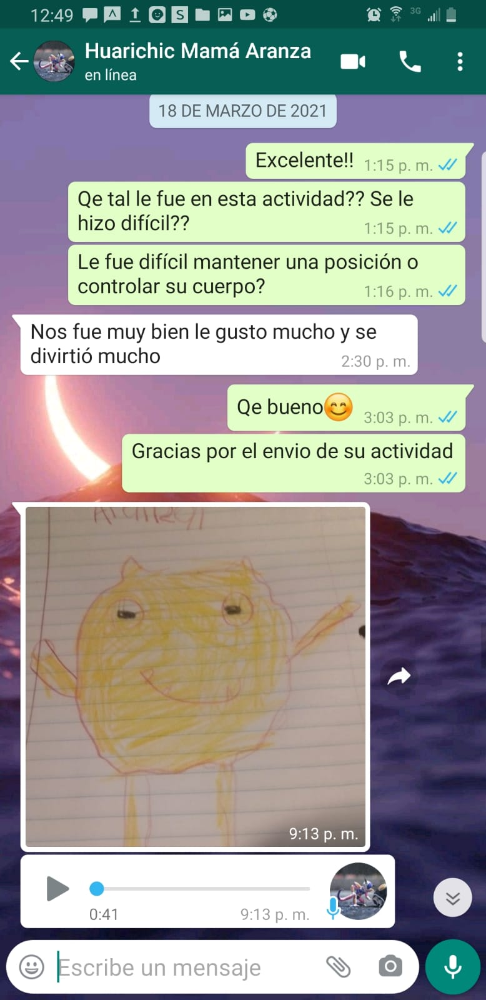 12:49
3G
Huarichic Mamá Aranza
en línea
18 DE MARZO DE 2021
Excelente!! 1:15 p. m.
Qe tal le fue en esta actividad?? Se le
hizo difícil?? 1:15 p. m.
Le fue difícil mantener una posición o
controlar su cuerpo? 1:16 p. m.
Nos fue muy bien le gusto mucho y se
divirtió mucho 2:30 p. m.
Qe bueno😊 3:03 p. m.
Gracias por el envio de su actividad
3:03 p. m.
9:13 p. m.
0:41 9:13 p. m.
Escribe un mensaje